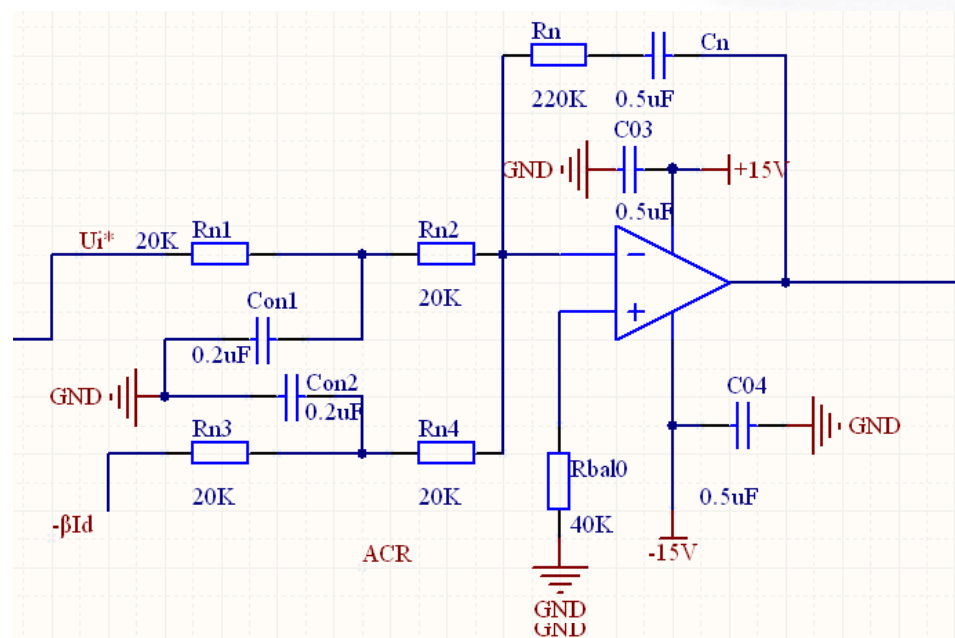 Rn
Cn
220K
0.5uF
C03
GND
+15V
0.5uF
Ui*
20K
Rn1
Rn2
20K
Con1
0.2uF
GND
Con2
0.2uF
C04
GND
Rn3
Rn4
Rbal0
20K
20K
0.5uF
-βId
40K
ACR
-15V
GND
GND